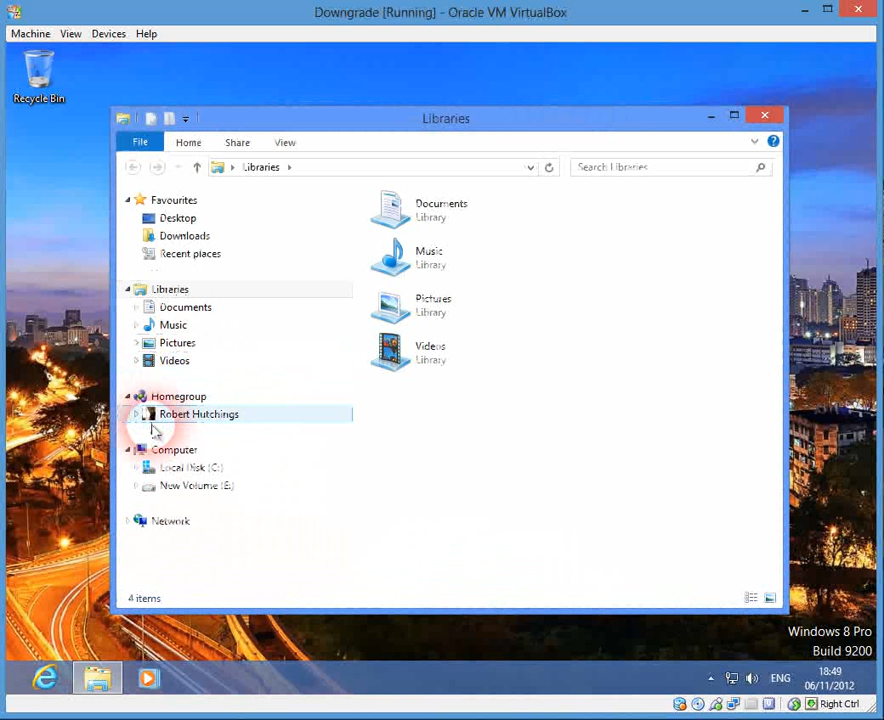 Downgrade [Running] - Oracle VM VirtualBox
Machine View Devices Help
Recycle Bin
Libraries
File Home Share View
Libraries
Search Libraries
Favourites
Desktop
Downloads
Recent places
Libraries
Documents
Music
Pictures
Videos
Homegroup
Robert Hutchings
Computer
Local Disk (C:)
New Volume (E:)
Network
Documents
Library
Music
Library
Pictures
Library
Videos
Library
4 items
Windows 8 Pro
Build 9200
ENG
18:49
06/11/2012
Right Ctrl